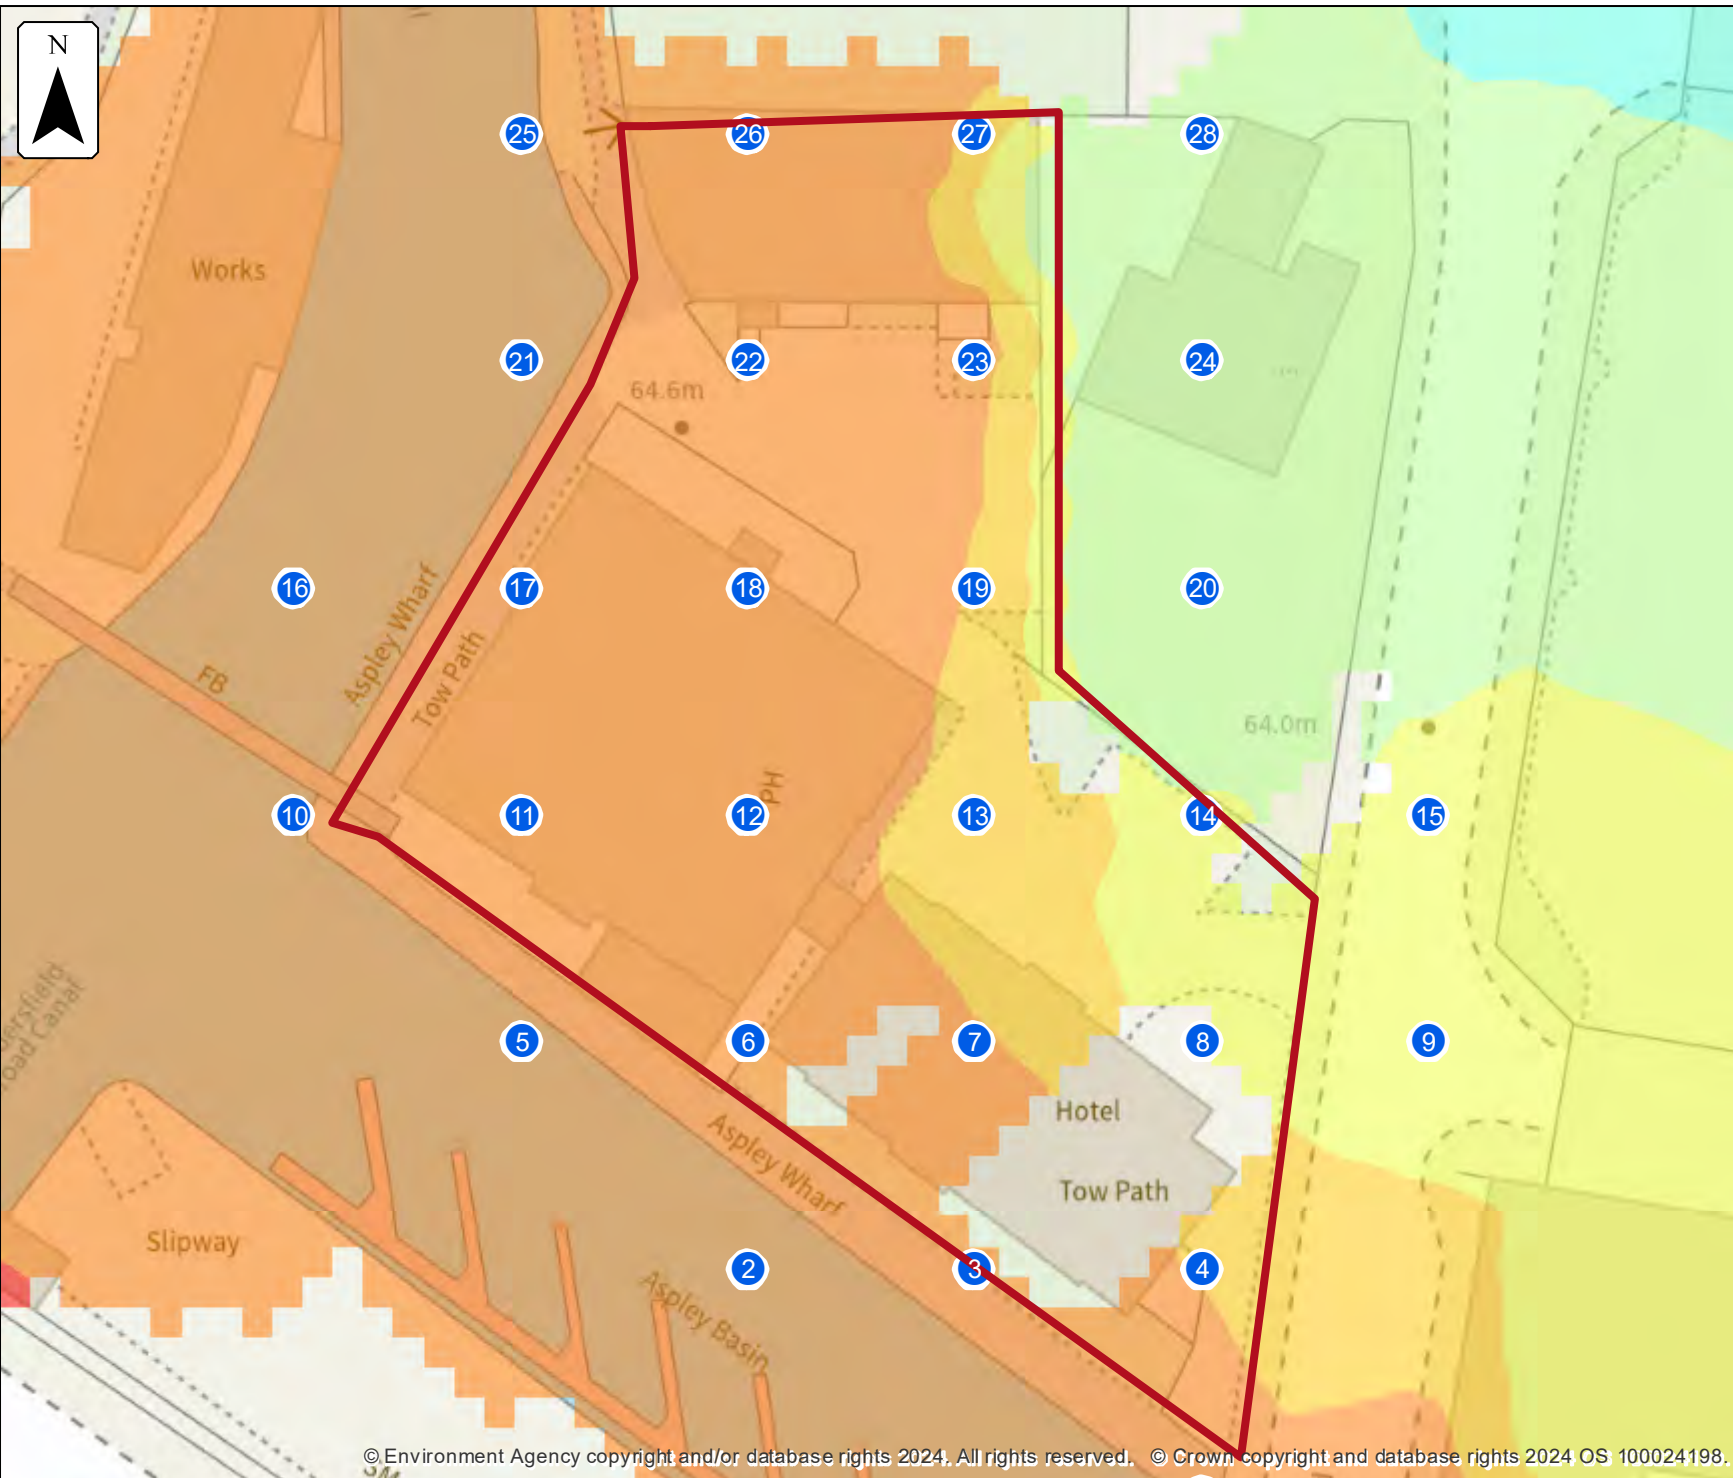 N
25
26
27
28
Works
21
22
23
24
64.6m
16
17
18
19
20
Aspley Wharf
Tow Path
FB
64.0m
PH
10
11
12
13
14
15
5
6
7
8
9
Hotel
Aspley Wharf
Tow Path
Slipway
2
3
4
Aspley Basin
© Environment Agency copyright and/or database rights 2024. All rights reserved. © Crown copyright and database rights 2024 OS 100024198.